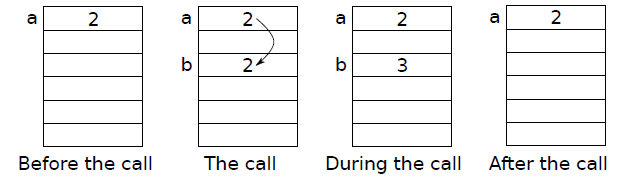 a 2
Before the call
a 2
b 2
The call
a 2
b 3
During the call
a 2
After the call